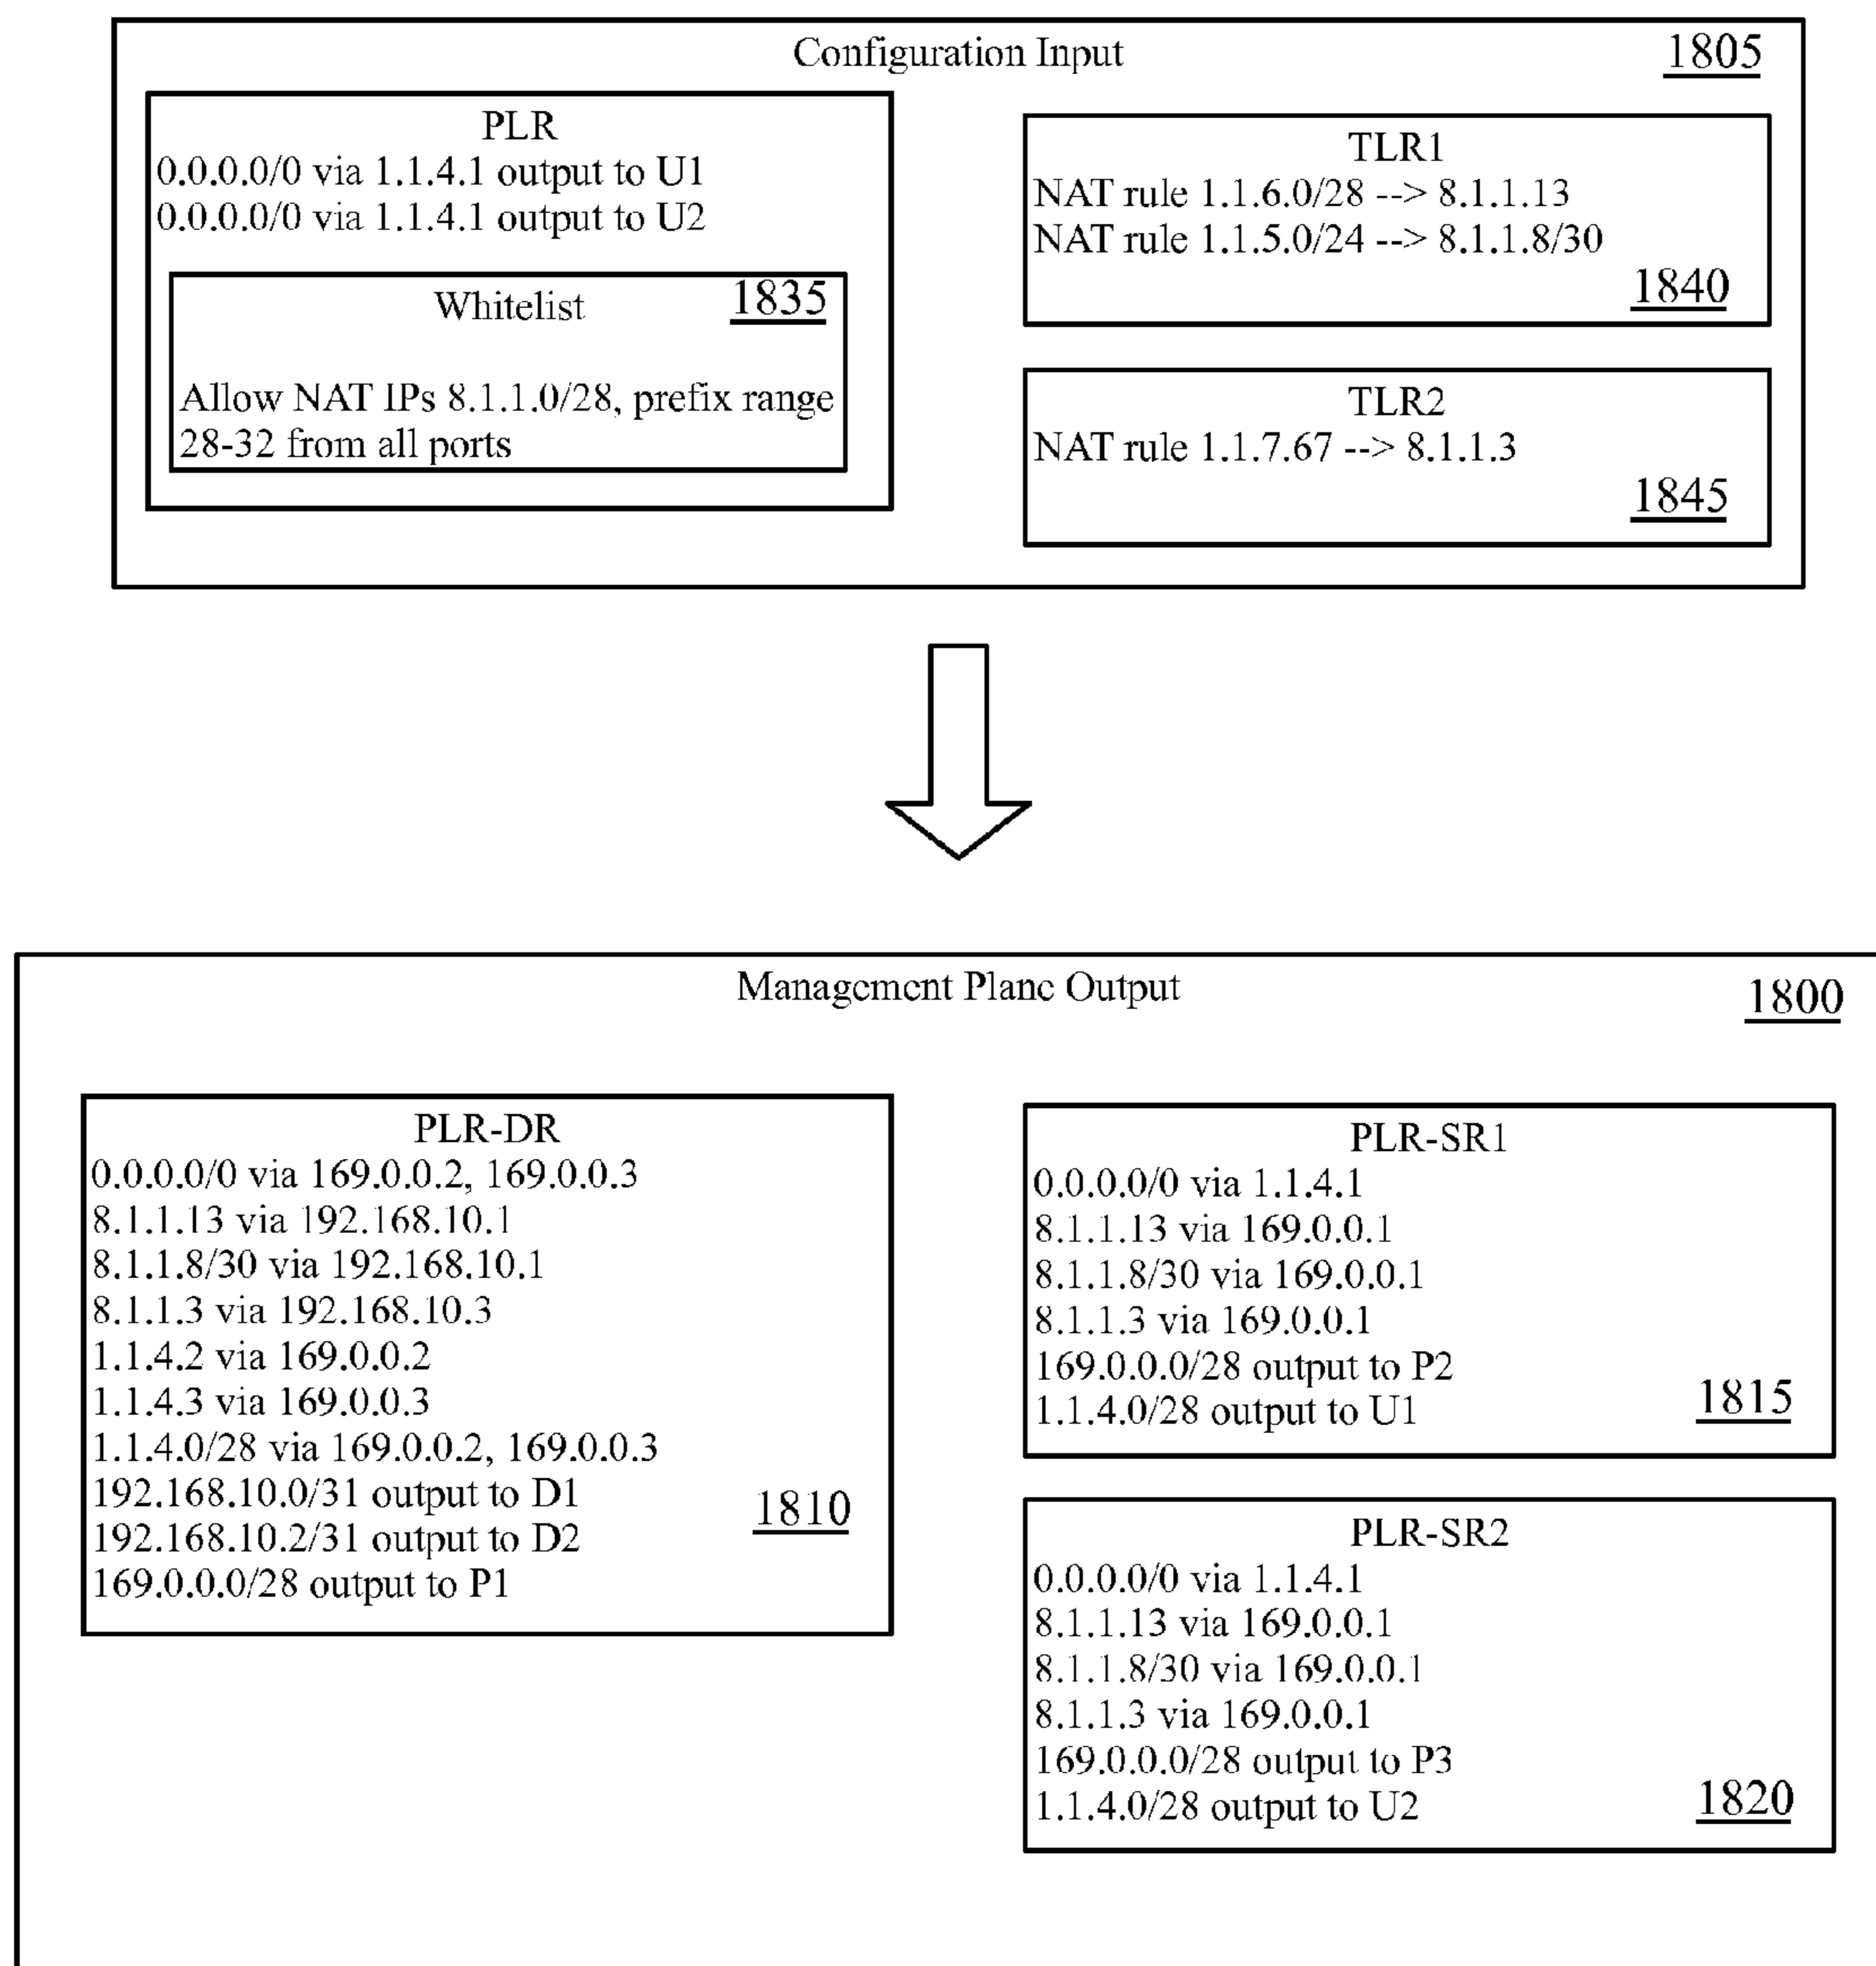 Configuration Input 1805
PLR
0.0.0.0/0 via 1.1.4.1 output to U1
0.0.0.0/0 via 1.1.4.1 output to U2
Whitelist 1835
Allow NAT IPs 8.1.1.0/28, prefix range
28-32 from all ports
TLR1
NAT rule 1.1.6.0/28 --> 8.1.1.13
NAT rule 1.1.5.0/24 --> 8.1.1.8/30
1840
TLR2
NAT rule 1.1.7.67 --> 8.1.1.3
1845
Management Plane Output 1800
PLR-DR
0.0.0.0/0 via 169.0.0.2, 169.0.0.3
8.1.1.13 via 192.168.10.1
8.1.1.8/30 via 192.168.10.1
8.1.1.3 via 192.168.10.3
1.1.4.2 via 169.0.0.2
1.1.4.3 via 169.0.0.3
1.1.4.0/28 via 169.0.0.2, 169.0.0.3
192.168.10.0/31 output to D1
192.168.10.2/31 output to D2
169.0.0.0/28 output to P1
1810
PLR-SR1
0.0.0.0/0 via 1.1.4.1
8.1.1.13 via 169.0.0.1
8.1.1.8/30 via 169.0.0.1
8.1.1.3 via 169.0.0.1
169.0.0.0/28 output to P2
1.1.4.0/28 output to U1
1815
PLR-SR2
0.0.0.0/0 via 1.1.4.1
8.1.1.13 via 169.0.0.1
8.1.1.8/30 via 169.0.0.1
8.1.1.3 via 169.0.0.1
169.0.0.0/28 output to P3
1.1.4.0/28 output to U2
1820